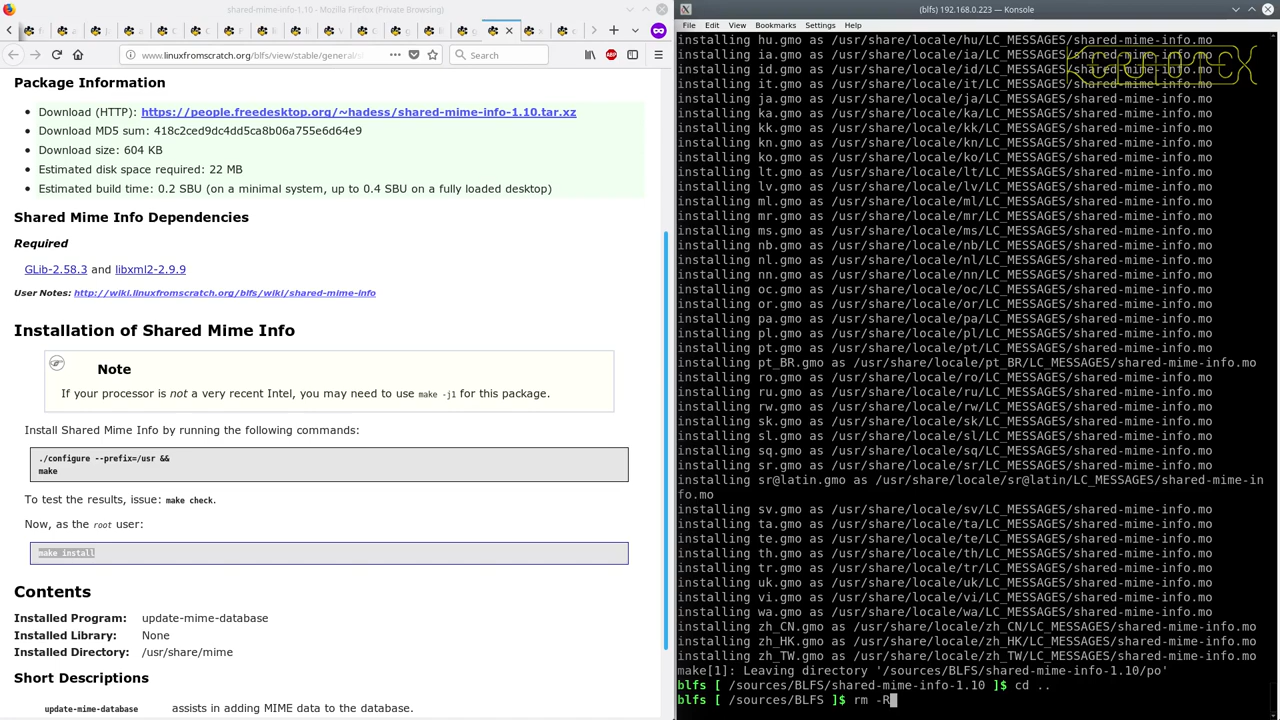 shared-mime-info-1.10 - Mozilla Firefox (Private Browsing)
www.linuxfromscratch.org/blfs/view/stable/general/
Package Information
Download (HTTP): https://people.freedesktop.org/~hadess/shared-mime-info-1.10.tar.xz
Download MD5 sum: 418c2ced9dc4dd5ca8b06a755e6d64e9
Download size: 604 KB
Estimated disk space required: 22 MB
Estimated build time: 0.2 SBU (on a minimal system, up to 0.4 SBU on a fully loaded desktop)
Shared Mime Info Dependencies
Required
GLib-2.58.3 and libxml2-2.9.9
User Notes: http://wiki.linuxfromscratch.org/blfs/wiki/shared-mime-info
Installation of Shared Mime Info
Note
If your processor is not a very recent Intel, you may need to use make -j1 for this package.
Install Shared Mime Info by running the following commands:
./configure --prefix=/usr &&
make
To test the results, issue: make check.
Now, as the root user:
make install
Contents
Installed Program: update-mime-database
Installed Library: None
Installed Directory: /usr/share/mime
Short Descriptions
update-mime-database assists in adding MIME data to the database.
(blfs) 192.168.0.223 — Konsole
File Edit View Bookmarks Settings Help
installing hu.gmo as /usr/share/locale/hu/LC_MESSAGES/shared-mime-info.mo
installing ia.gmo as /usr/share/locale/ia/LC_MESSAGES/shared-mime-info.mo
installing id.gmo as /usr/share/locale/id/LC_MESSAGES/shared-mime-info.mo
installing it.gmo as /usr/share/locale/it/LC_MESSAGES/shared-mime-info.mo
installing ja.gmo as /usr/share/locale/ja/LC_MESSAGES/shared-mime-info.mo
installing ka.gmo as /usr/share/locale/ka/LC_MESSAGES/shared-mime-info.mo
installing kk.gmo as /usr/share/locale/kk/LC_MESSAGES/shared-mime-info.mo
installing kn.gmo as /usr/share/locale/kn/LC_MESSAGES/shared-mime-info.mo
installing ko.gmo as /usr/share/locale/ko/LC_MESSAGES/shared-mime-info.mo
installing lt.gmo as /usr/share/locale/lt/LC_MESSAGES/shared-mime-info.mo
installing lv.gmo as /usr/share/locale/lv/LC_MESSAGES/shared-mime-info.mo
installing ml.gmo as /usr/share/locale/ml/LC_MESSAGES/shared-mime-info.mo
installing mr.gmo as /usr/share/locale/mr/LC_MESSAGES/shared-mime-info.mo
installing ms.gmo as /usr/share/locale/ms/LC_MESSAGES/shared-mime-info.mo
installing nb.gmo as /usr/share/locale/nb/LC_MESSAGES/shared-mime-info.mo
installing nl.gmo as /usr/share/locale/nl/LC_MESSAGES/shared-mime-info.mo
installing nn.gmo as /usr/share/locale/nn/LC_MESSAGES/shared-mime-info.mo
installing oc.gmo as /usr/share/locale/oc/LC_MESSAGES/shared-mime-info.mo
installing or.gmo as /usr/share/locale/or/LC_MESSAGES/shared-mime-info.mo
installing pa.gmo as /usr/share/locale/pa/LC_MESSAGES/shared-mime-info.mo
installing pl.gmo as /usr/share/locale/pl/LC_MESSAGES/shared-mime-info.mo
installing pt.gmo as /usr/share/locale/pt/LC_MESSAGES/shared-mime-info.mo
installing pt_BR.gmo as /usr/share/locale/pt_BR/LC_MESSAGES/shared-mime-info.mo
installing ro.gmo as /usr/share/locale/ro/LC_MESSAGES/shared-mime-info.mo
installing ru.gmo as /usr/share/locale/ru/LC_MESSAGES/shared-mime-info.mo
installing rw.gmo as /usr/share/locale/rw/LC_MESSAGES/shared-mime-info.mo
installing sk.gmo as /usr/share/locale/sk/LC_MESSAGES/shared-mime-info.mo
installing sl.gmo as /usr/share/locale/sl/LC_MESSAGES/shared-mime-info.mo
installing sq.gmo as /usr/share/locale/sq/LC_MESSAGES/shared-mime-info.mo
installing sr.gmo as /usr/share/locale/sr/LC_MESSAGES/shared-mime-info.mo
installing sr@latin.gmo as /usr/share/locale/sr@latin/LC_MESSAGES/shared-mime-in
fo.mo
installing sv.gmo as /usr/share/locale/sv/LC_MESSAGES/shared-mime-info.mo
installing ta.gmo as /usr/share/locale/ta/LC_MESSAGES/shared-mime-info.mo
installing te.gmo as /usr/share/locale/te/LC_MESSAGES/shared-mime-info.mo
installing th.gmo as /usr/share/locale/th/LC_MESSAGES/shared-mime-info.mo
installing tr.gmo as /usr/share/locale/tr/LC_MESSAGES/shared-mime-info.mo
installing uk.gmo as /usr/share/locale/uk/LC_MESSAGES/shared-mime-info.mo
installing vi.gmo as /usr/share/locale/vi/LC_MESSAGES/shared-mime-info.mo
installing wa.gmo as /usr/share/locale/wa/LC_MESSAGES/shared-mime-info.mo
installing zh_CN.gmo as /usr/share/locale/zh_CN/LC_MESSAGES/shared-mime-info.mo
installing zh_HK.gmo as /usr/share/locale/zh_HK/LC_MESSAGES/shared-mime-info.mo
installing zh_TW.gmo as /usr/share/locale/zh_TW/LC_MESSAGES/shared-mime-info.mo
make[1]: Leaving directory '/sources/BLFS/shared-mime-info-1.10/po'
blfs [ /sources/BLFS/shared-mime-info-1.10 ]$ cd ..
blfs [ /sources/BLFS ]$ rm -R